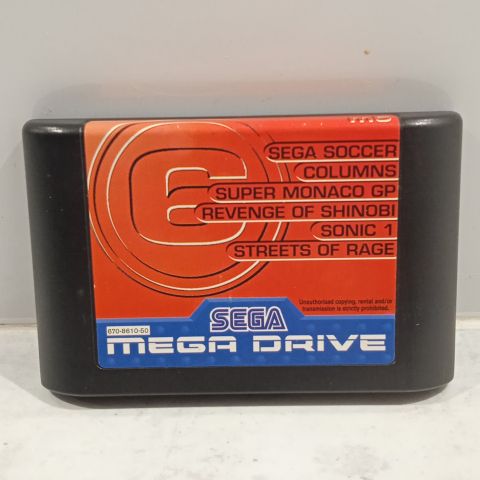 6
SEGA SOCCER
COLUMNS
SUPER MONACO GP
REVENGE OF SHINOBI
SONIC 1
STREETS OF RAGE
Unauthorised copying, rental and/or
transmission is strictly prohibited.
SEGA
670-8610-50
MEGA DRIVE